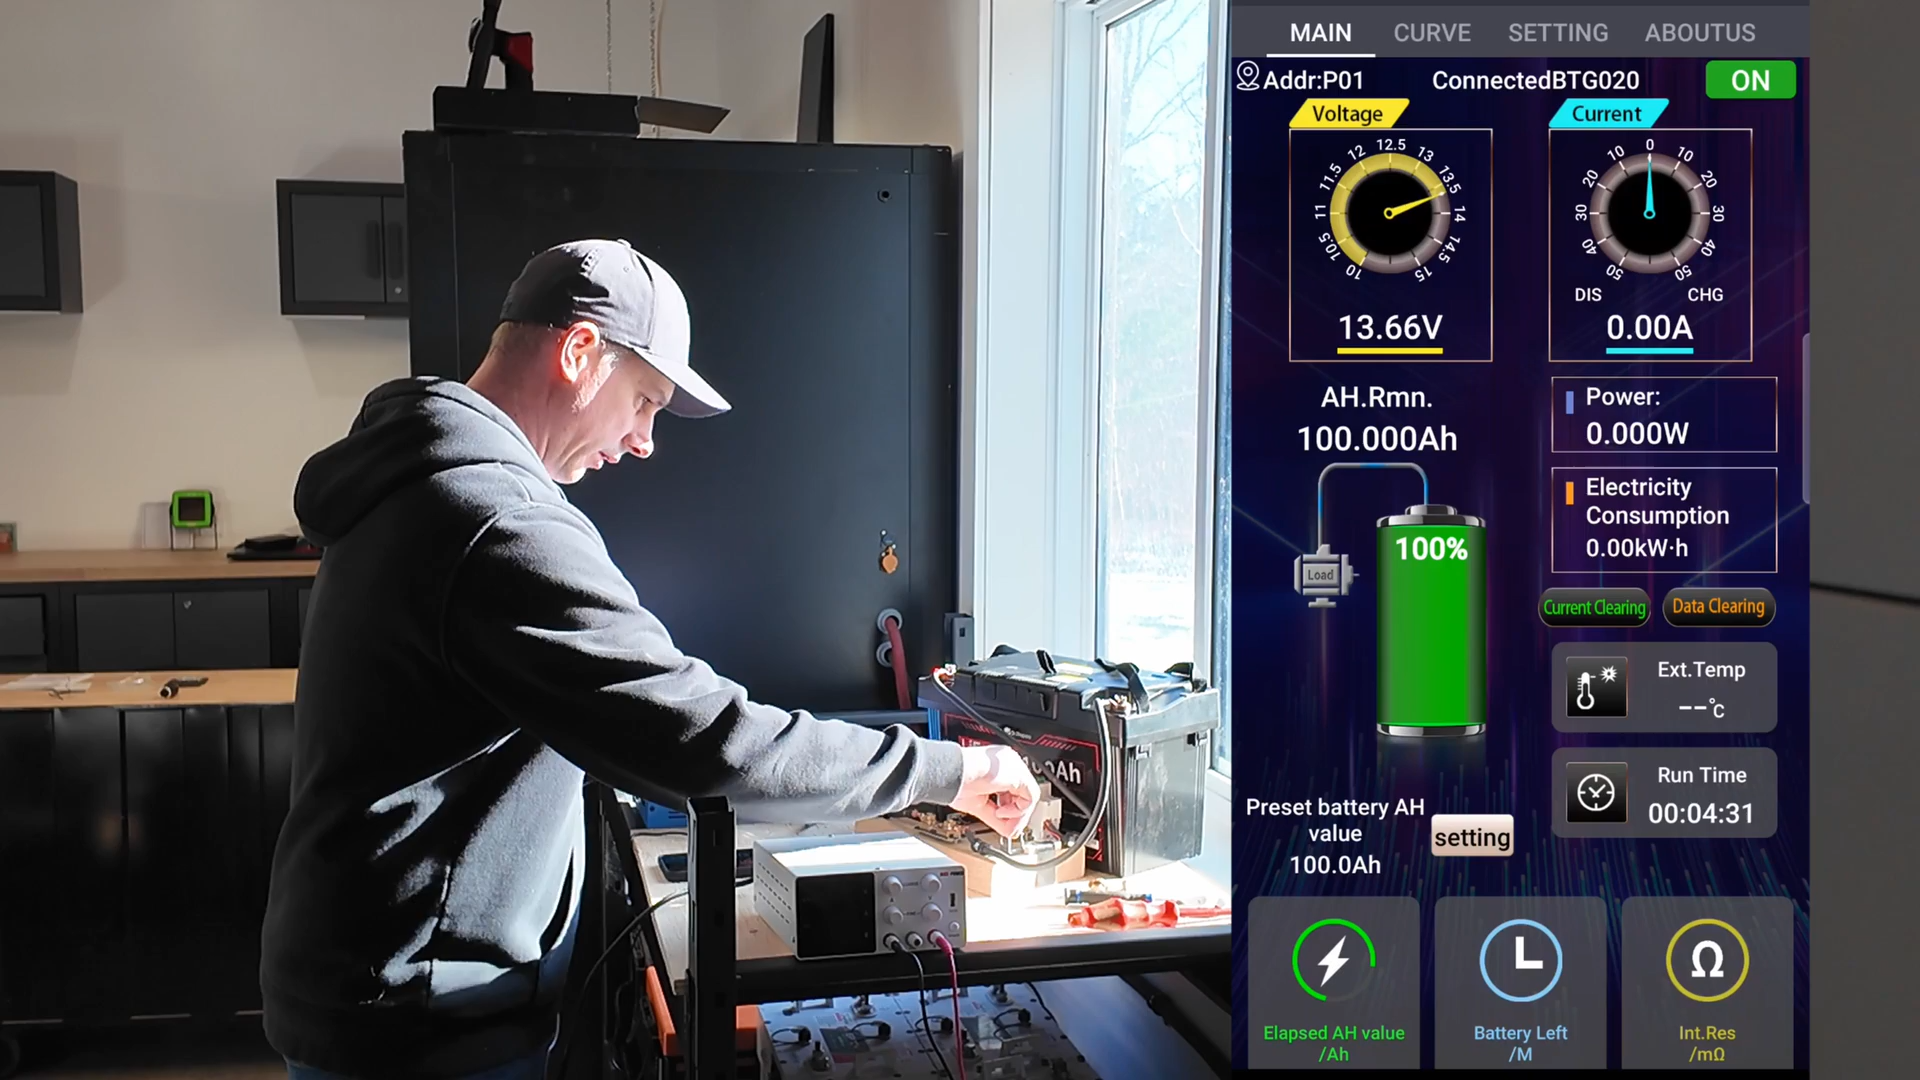 MAIN CURVE SETTING ABOUTUS
Addr:P01 ConnectedBTG020 ON
Voltage
10 10.5 11 11.5 12 12.5 13 13.5 14 14.5 15
13.66V
Current
50 40 30 20 10 0 10 20 30 40 50
DIS CHG
0.00A
AH.Rmn.
100.000Ah
Power:
0.000W
Electricity
Consumption
0.00kW·h
100%
Load
Current Clearing Data Clearing
Ext.Temp
--°C
Run Time
00:04:31
Preset battery AH
value
100.0Ah
setting
Elapsed AH value
/Ah
Battery Left
/M
Int.Res
/mΩ